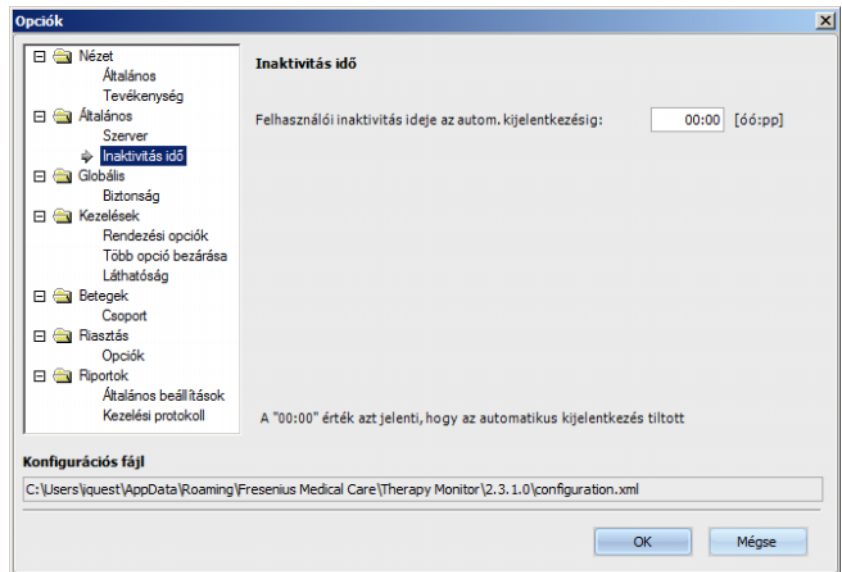 Opciók
Nézet
Általános
Tevékenység
Általános
Szerver
Inaktivitás idő
Globális
Biztonság
Kezelések
Rendezési opciók
Több opció bezárása
Láthatóság
Betegek
Csoport
Riasztás
Opciók
Riportok
Általános beállítások
Kezelési protokoll
Inaktivitás idő
Felhasználói inaktivitás ideje az autom. kijelentkezésig: 00:00 [óó:pp]
A "00:00" érték azt jelenti, hogy az automatikus kijelentkezés tiltott
Konfigurációs fájl
C:\Users\iquest\AppData\Roaming\Fresenius Medical Care\Therapy Monitor\2.3.1.0\configuration.xml
OK Mégse